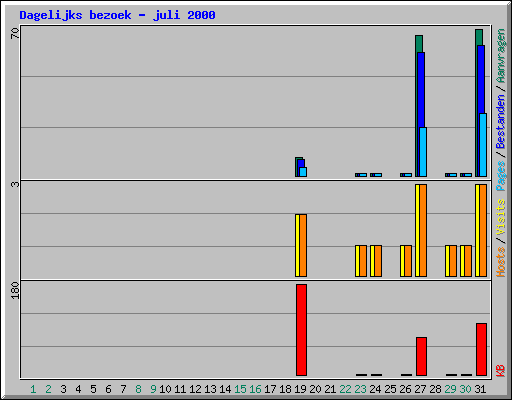 Dagelijks bezoek - juli 2000
70
3
180
Pages / Bestanden / Aanvragen
Hosts / Visits
KB
1 2 3 4 5 6 7 8 9 10 11 12 13 14 15 16 17 18 19 20 21 22 23 24 25 26 27 28 29 30 31